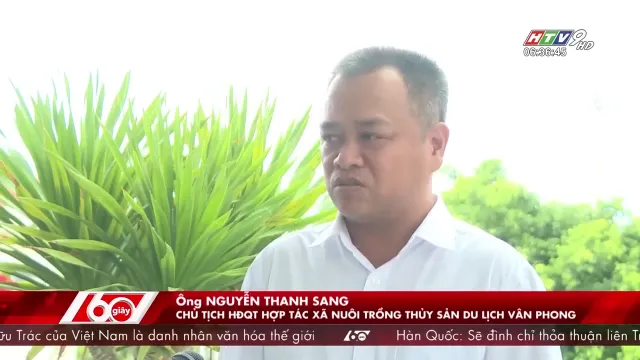 HTV9 HD
06:36:45
Ông NGUYỄN THANH SANG
CHỦ TỊCH HĐQT HỢP TÁC XÃ NUÔI TRỒNG THỦY SẢN DU LỊCH VÂN PHONG
60 giây
Trác của Việt Nam là danh nhân văn hóa thế giới
60
Hàn Quốc: Sẽ đình chỉ thỏa thuận liên